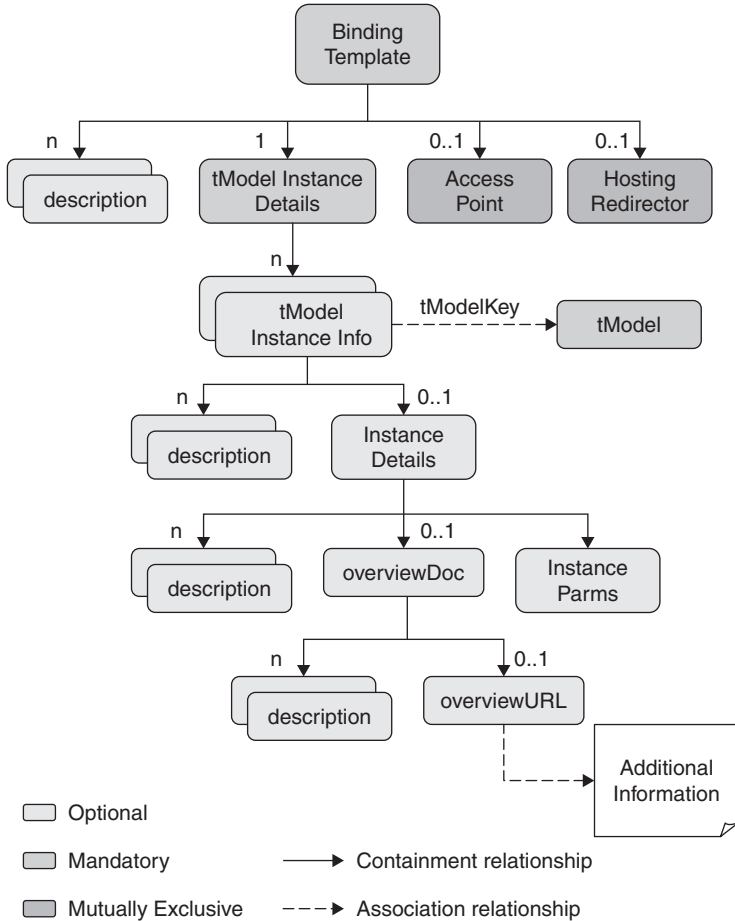 Binding
Template
n
1
0..1
0..1
description
tModel Instance
Details
Access
Point
Hosting
Redirector
n
tModel
Instance Info
tModelKey
tModel
n
0..1
description
Instance
Details
n
0..1
description
overviewDoc
Instance
Parms
n
0..1
description
overviewURL
Additional
Information
Optional
Mandatory
Containment relationship
Mutually Exclusive
Association relationship